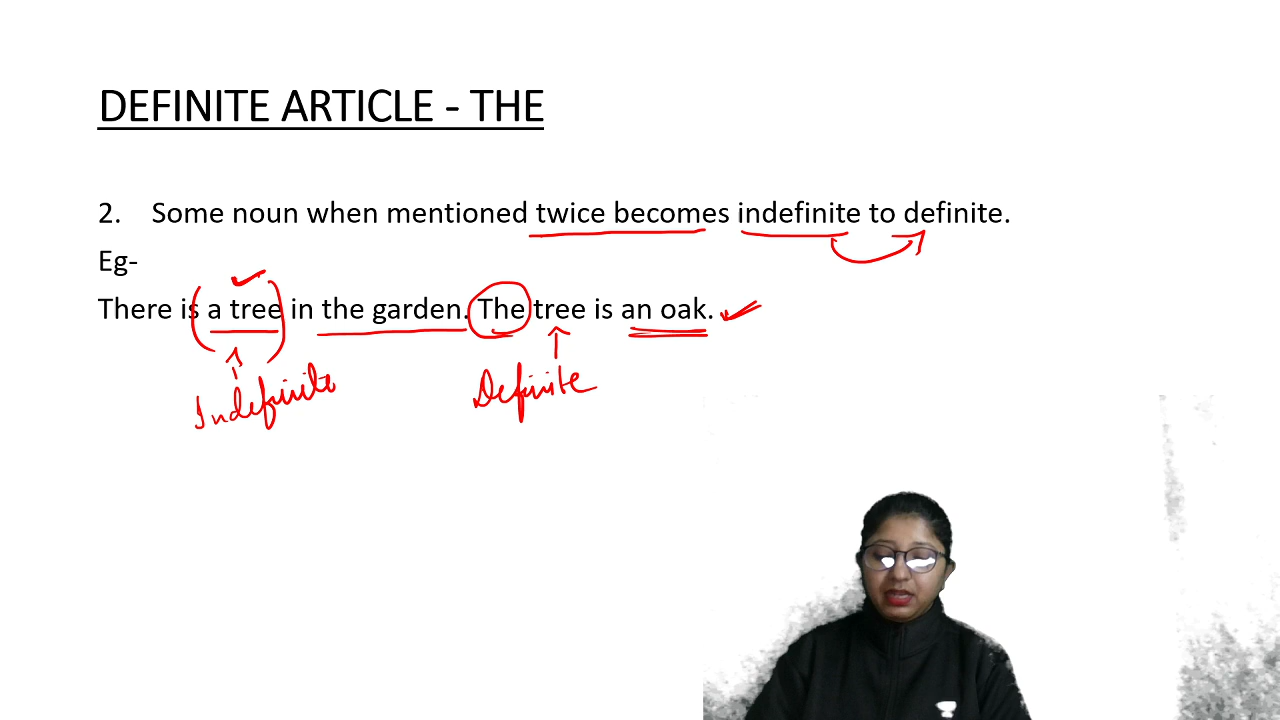 DEFINITE ARTICLE - THE
2. Some noun when mentioned twice becomes indefinite to definite.
Eg-
There is a tree in the garden. The tree is an oak.
Indefinite Definite